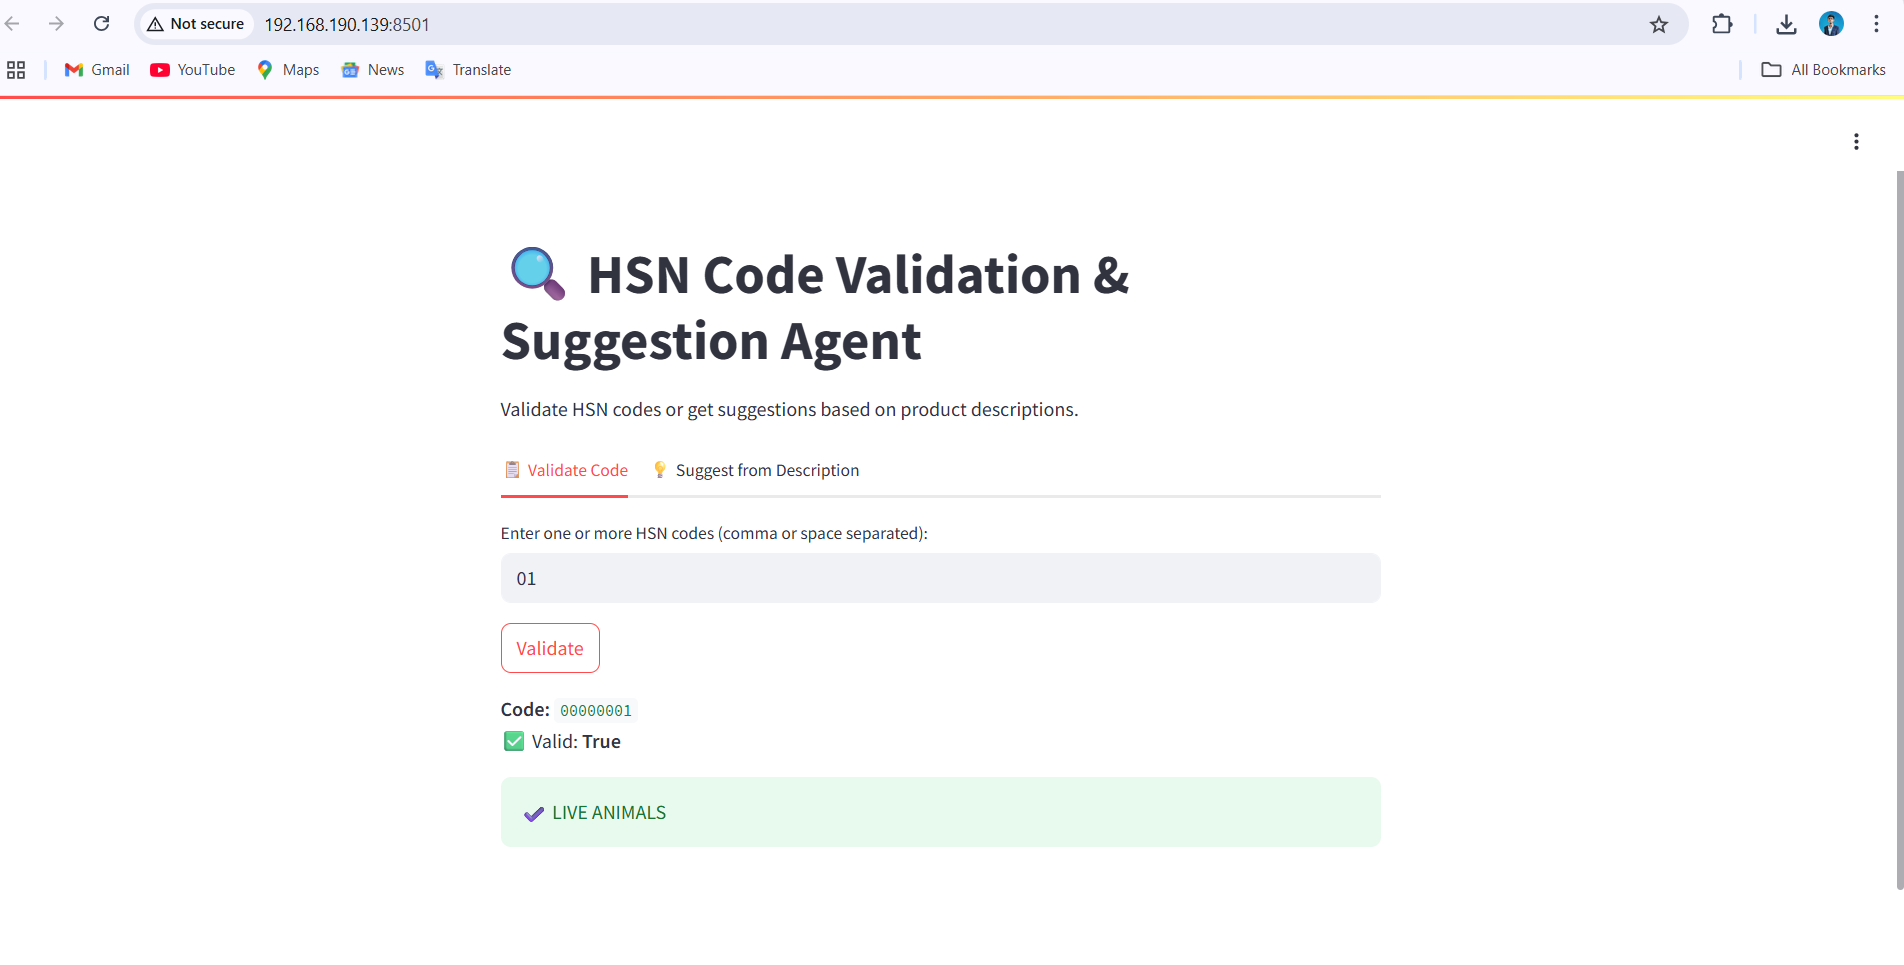 Not secure 192.168.190.139:8501
Gmail YouTube Maps News Translate All Bookmarks
HSN Code Validation &
Suggestion Agent
Validate HSN codes or get suggestions based on product descriptions.
Validate Code Suggest from Description
Enter one or more HSN codes (comma or space separated):
01
Validate
Code: 00000001
Valid: True
LIVE ANIMALS